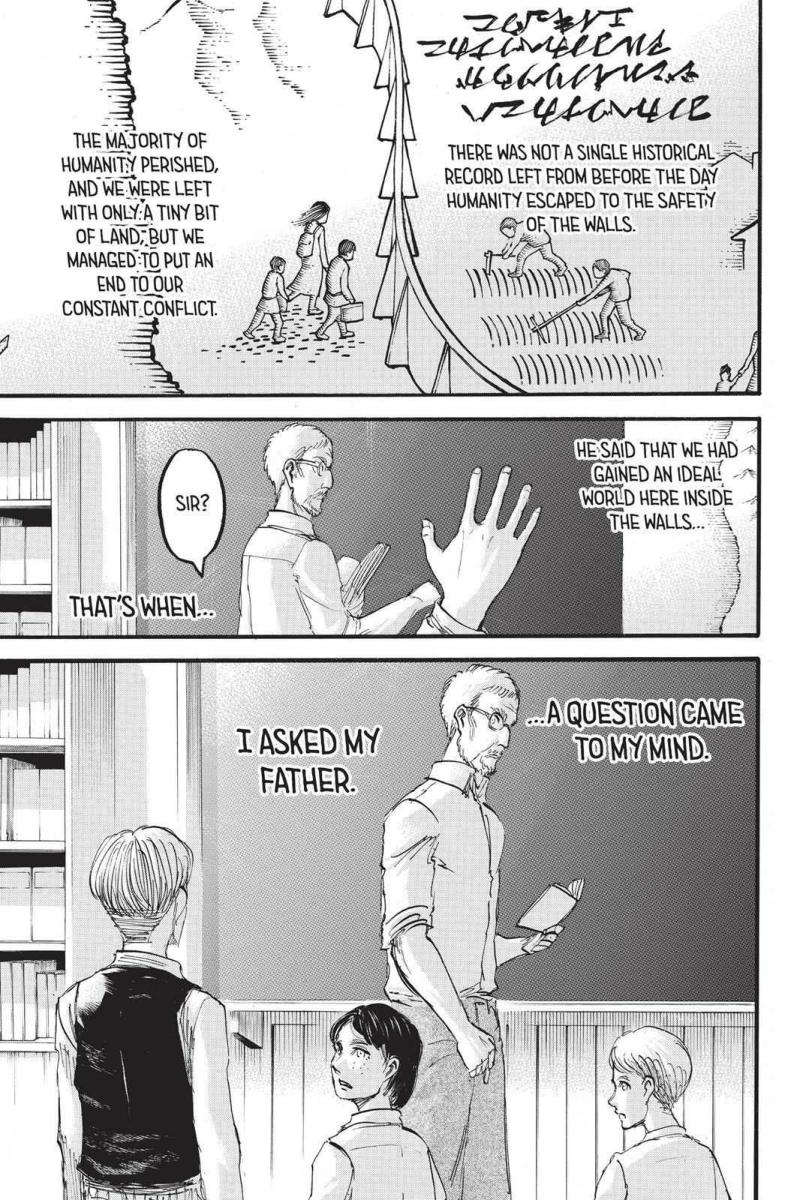 THE MAJORITY OF
HUMANITY PERISHED,
AND WE WERE LEFT
WITH ONLY A TINY BIT
OF LAND, BUT WE
MANAGED TO PUT AN
END TO OUR
CONSTANT CONFLICT.
THERE WAS NOT A SINGLE HISTORICAL
RECORD LEFT FROM BEFORE THE DAY
HUMANITY ESCAPED TO THE SAFETY
OF THE WALLS.
HE SAID THAT WE HAD
GAINED AN IDEAL
WORLD HERE INSIDE
THE WALLS...
SIR?
THAT'S WHEN...
...A QUESTION CAME
TO MY MIND.
I ASKED MY
FATHER.